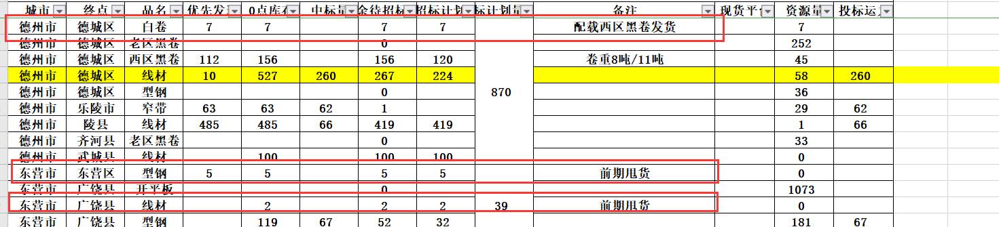 城市 终点 品名 优先发 0点库存 中标量 余待招标 招标计划 标计划量 备注 现货平台 资源量 投标运力
德州市 德城区 白卷 7 7 7 7 配载西区黑卷发货 7
德州市 德城区 老区黑卷 0 252
德州市 德城区 西区黑卷 112 156 156 120 卷重8吨/11吨 45
德州市 德城区 线材 10 527 260 267 224 58 260
德州市 德城区 型钢 0 870 36
德州市 乐陵市 窄带 63 63 62 1 29 62
德州市 陵县 线材 485 485 66 419 419 1 66
德州市 齐河县 老区黑卷 0 33
德州市 武城县 线材 100 100 100 0
东营市 东营区 型钢 5 5 5 5 前期甩货 0
东营市 广饶县 开平板 0 1073
东营市 广饶县 线材 2 2 2 39 前期甩货 0
东营市 广饶县 型钢 119 67 52 32 181 67